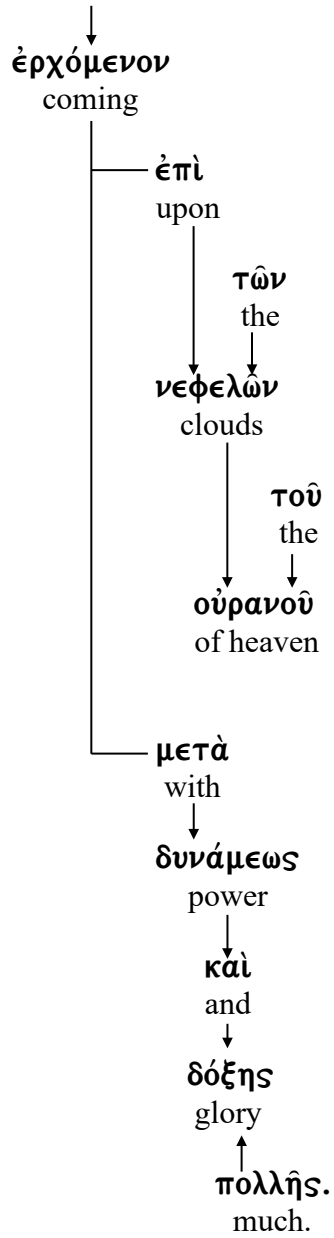 ἐρχόμενον
coming
ἐπὶ
upon
τῶν
the
νεφελῶν
clouds
τοῦ
the
οὐρανοῦ
of heaven
μετὰ
with
δυνάμεως
power
καὶ
and
δόξης
glory
πολλῆς.
much.